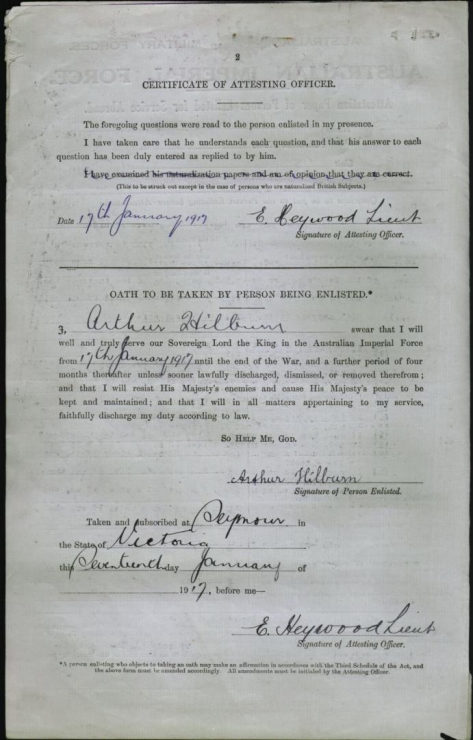 2
CERTIFICATE OF ATTESTING OFFICER.
The foregoing questions were read to the person enlisted in my presence.
I have taken care that he understands each question, and that his answer to each
question has been duly entered as replied to by him.
I have examined his naturalization papers and am of opinion that they are correct.
(This to be struck out except in the case of persons who are naturalized British Subjects.)
Date 17th January 1917 E. Heywood Lieut
Signature of Attesting Officer.
OATH TO BE TAKEN BY PERSON BEING ENLISTED.*
I, Arthur Hilburn swear that I will
well and truly serve our Sovereign Lord the King in the Australian Imperial Force
from 17th January 1917 until the end of the War, and a further period of four
months thereafter unless sooner lawfully discharged, dismissed, or removed therefrom;
and that I will resist His Majesty's enemies and cause His Majesty's peace to
be kept and maintained; and that I will in all matters appertaining to my service,
faithfully discharge my duty according to law.
So Help Me, God.
Arthur Hilburn
Signature of Person Enlisted.
Taken and subscribed at Seymour in
the State of Victoria
this Seventeenth day January of
1917, before me—
E. Heywood Lieut
Signature of Attesting Officer.
*A person enlisting who objects to taking an oath may make an affirmation in accordance with the Third Schedule of the Act, and
the above form must be amended accordingly. All amendments must be initialed by the Attesting Officer.